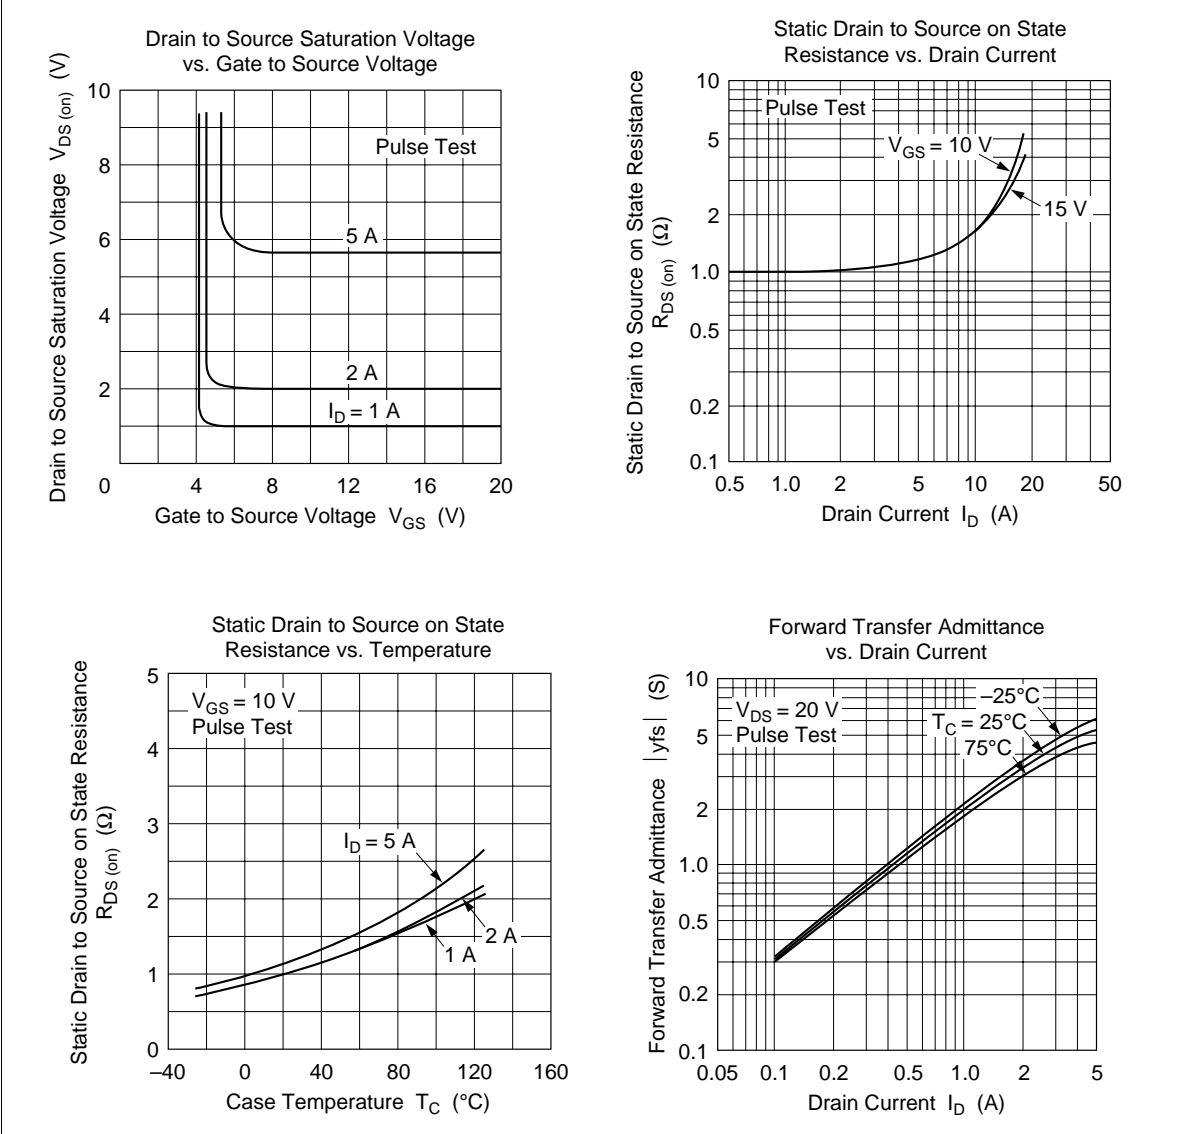 Drain to Source Saturation Voltage
vs. Gate to Source Voltage
Drain to Source Saturation Voltage V_DS (on) (V)
10
8
6
4
2
0
Pulse Test
5 A
2 A
I_D = 1 A
4 8 12 16 20
Gate to Source Voltage V_GS (V)
Static Drain to Source on State
Resistance vs. Drain Current
Static Drain to Source on State Resistance
R_DS (on) (Ω)
10
5
2
1.0
0.5
0.2
0.1
Pulse Test
V_GS = 10 V
15 V
0.5 1.0 2 5 10 20 50
Drain Current I_D (A)
Static Drain to Source on State
Resistance vs. Temperature
Static Drain to Source on State Resistance
R_DS (on) (Ω)
5
4
3
2
1
0
V_GS = 10 V
Pulse Test
I_D = 5 A
2 A
1 A
–40 0 40 80 120 160
Case Temperature T_C (°C)
Forward Transfer Admittance
vs. Drain Current
Forward Transfer Admittance |yfs| (S)
10
5
2
1.0
0.5
0.2
0.1
V_DS = 20 V
Pulse Test
–25°C
T_C = 25°C
75°C
0.05 0.1 0.2 0.5 1.0 2 5
Drain Current I_D (A)